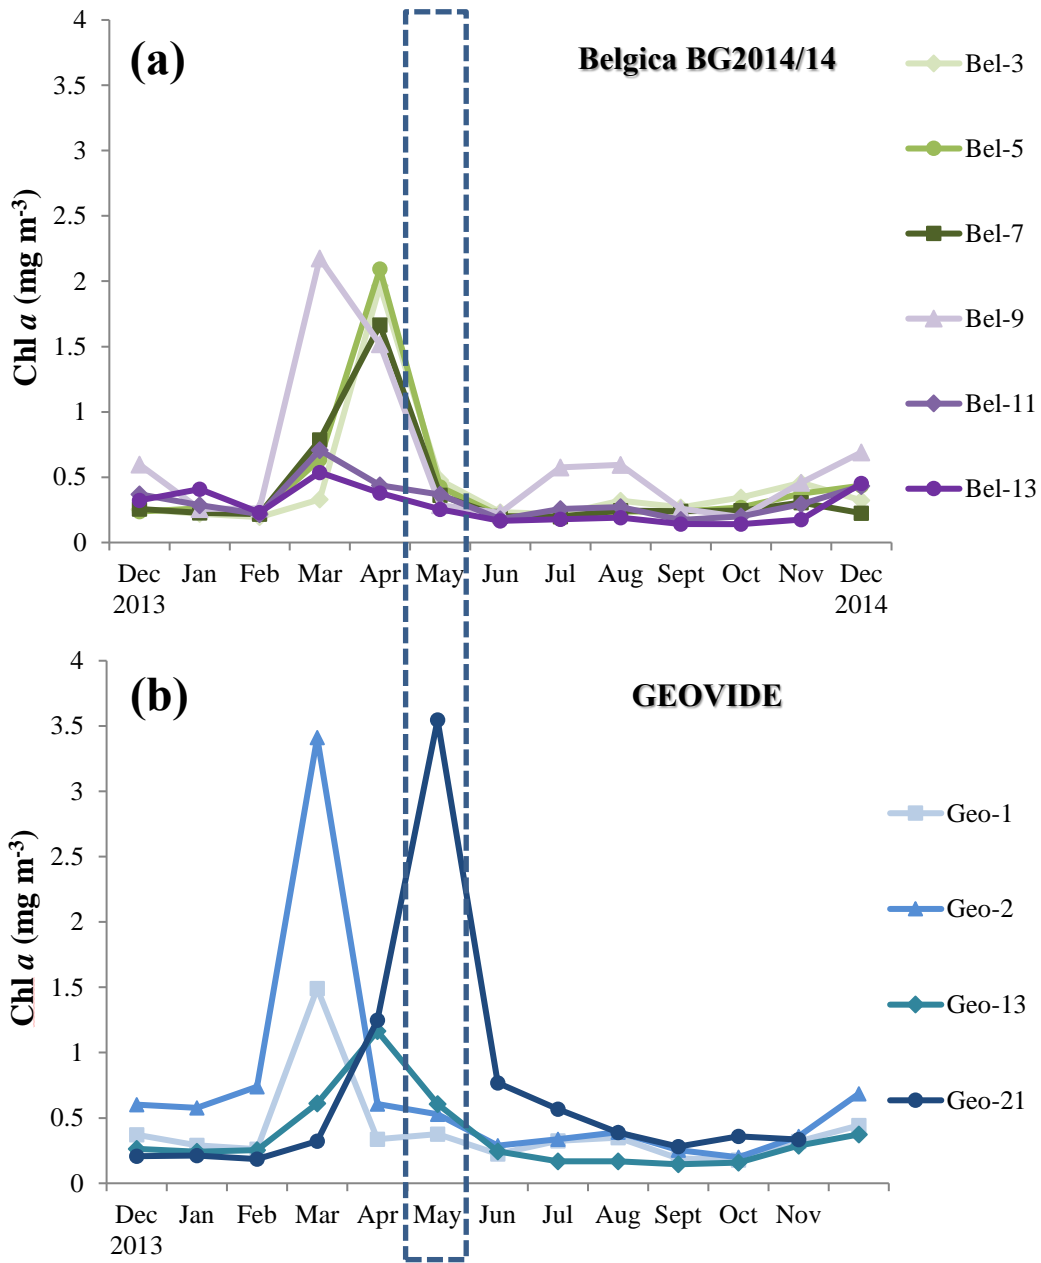 (a)
Belgica BG2014/14
4
3.5
3
2.5
2
1.5
1
0.5
0
Chl a (mg m-3)
Dec Jan Feb Mar Apr May Jun Jul Aug Sept Oct Nov Dec
2013 2014
Bel-3
Bel-5
Bel-7
Bel-9
Bel-11
Bel-13
(b)
GEOVIDE
4
3.5
3
2.5
2
1.5
1
0.5
0
Chl a (mg m-3)
Dec Jan Feb Mar Apr May Jun Jul Aug Sept Oct Nov
2013
Geo-1
Geo-2
Geo-13
Geo-21